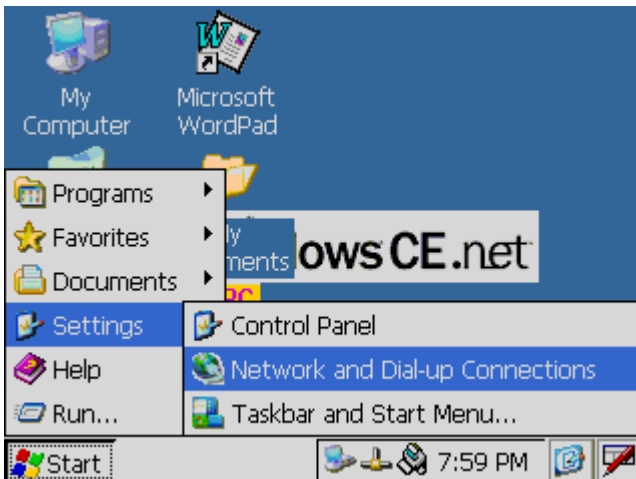 My
Computer
Microsoft
WordPad
Programs
Favorites
Documents
Settings
Help
Run...
ows CE.net
Control Panel
Network and Dial-up Connections
Taskbar and Start Menu...
Start
7:59 PM